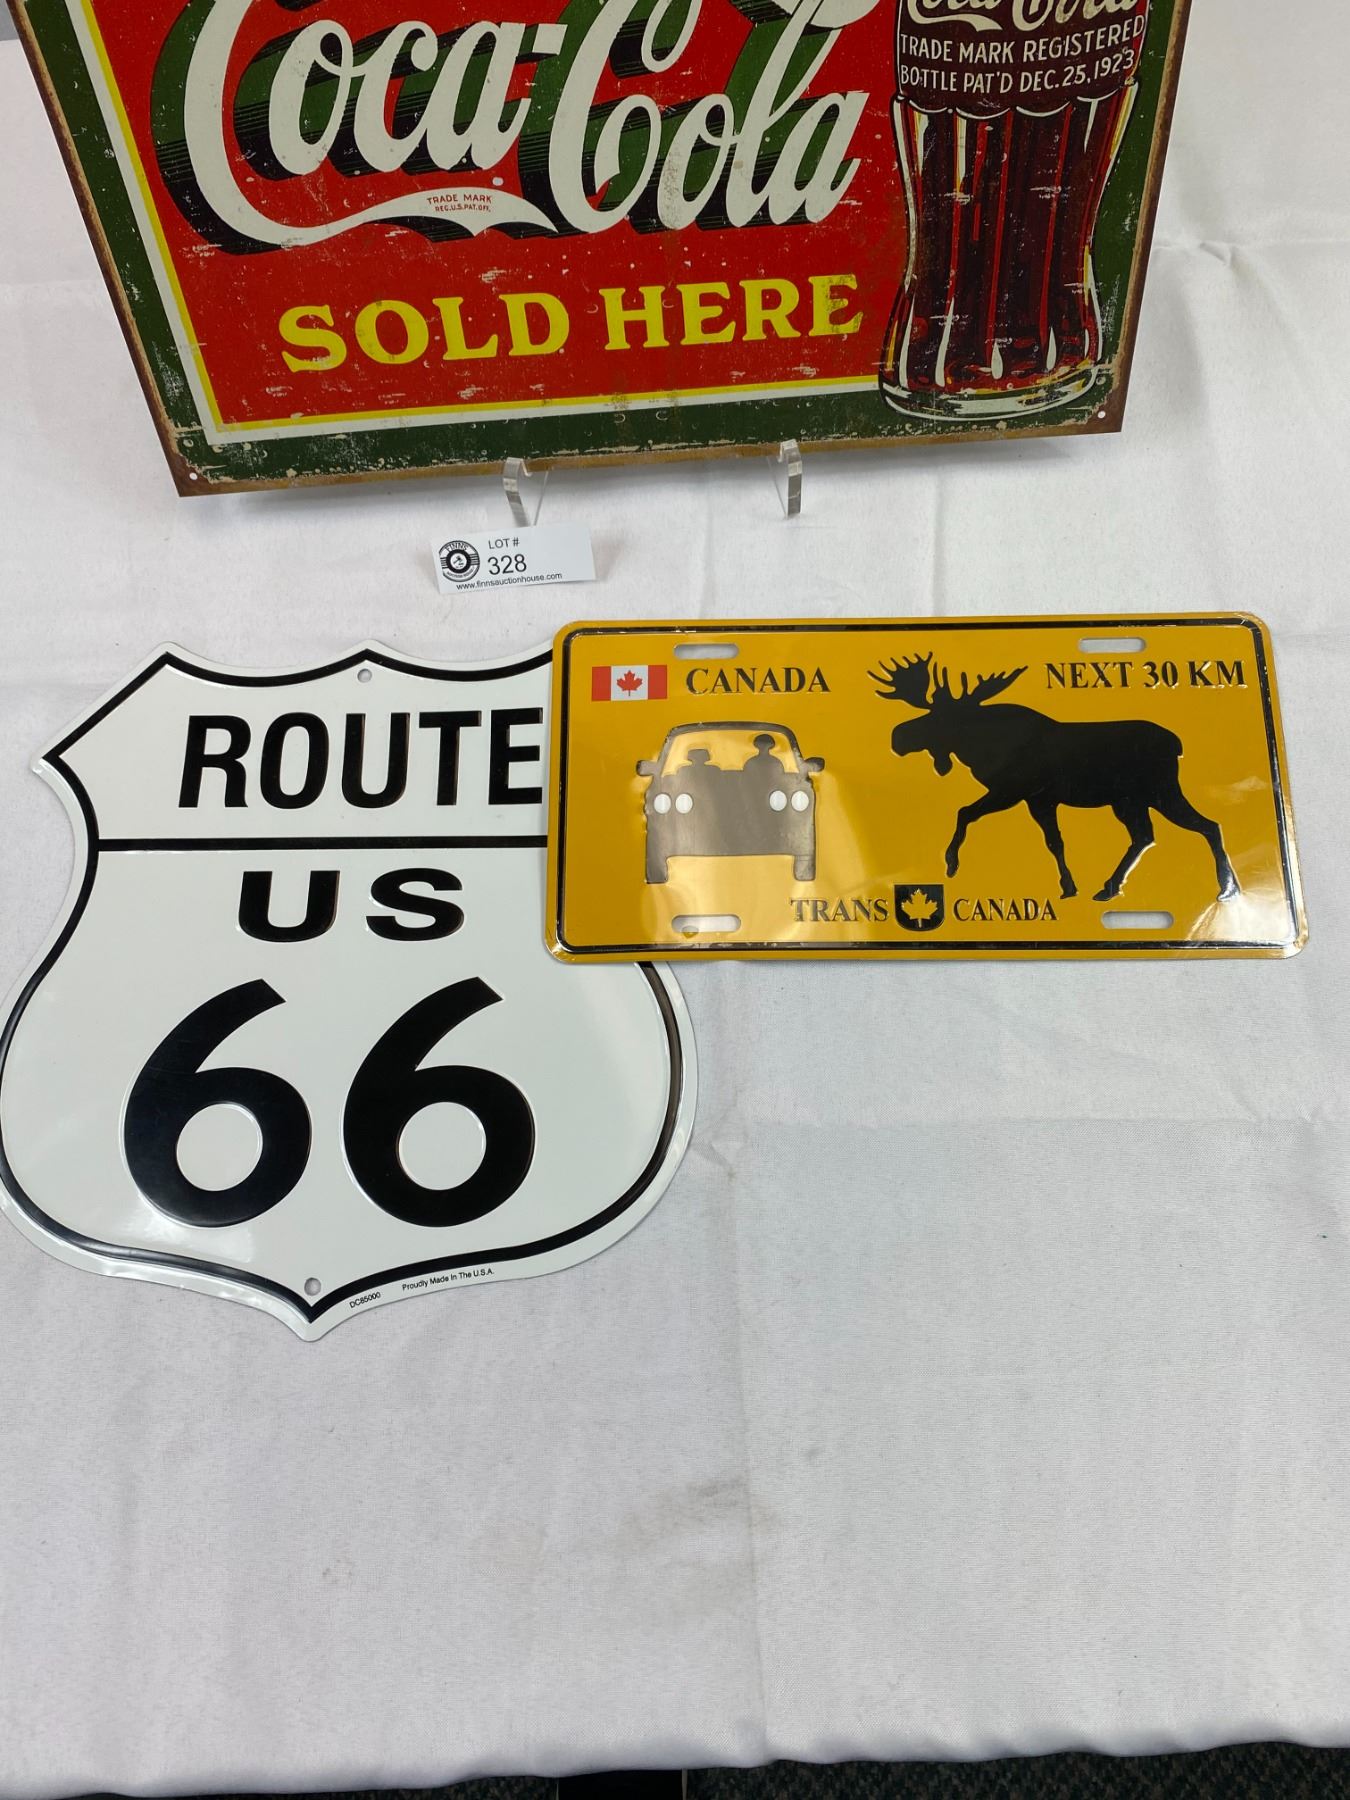 Coca-Cola
TRADE MARK
REG.U.S.PAT.OFF.
SOLD HERE
Coca-Cola
TRADE MARK REGISTERED
BOTTLE PAT'D DEC. 25, 1923
FINNS
LOT #
328
www.finnsauctionhouse.com
ROUTE
US
66
DC85000 Proudly Made In The U.S.A.
CANADA
NEXT 30 KM
TRANS CANADA